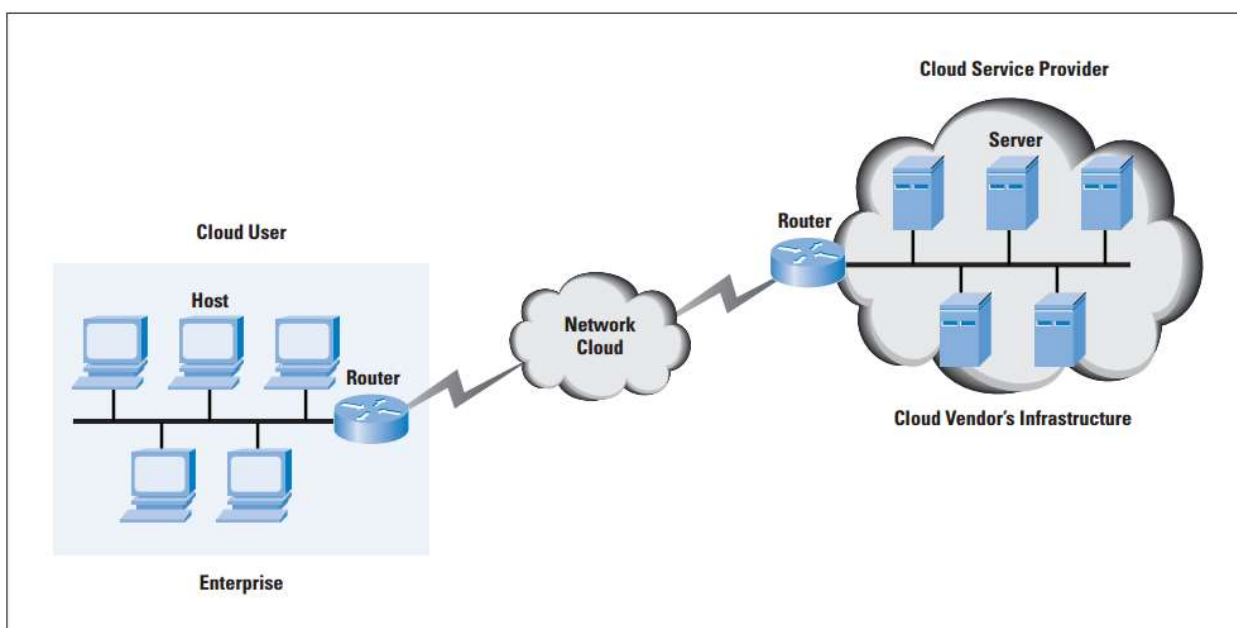 Cloud Service Provider
Server
Router
Cloud User
Host
Network
Cloud
Router
Cloud Vendor's Infrastructure
Enterprise